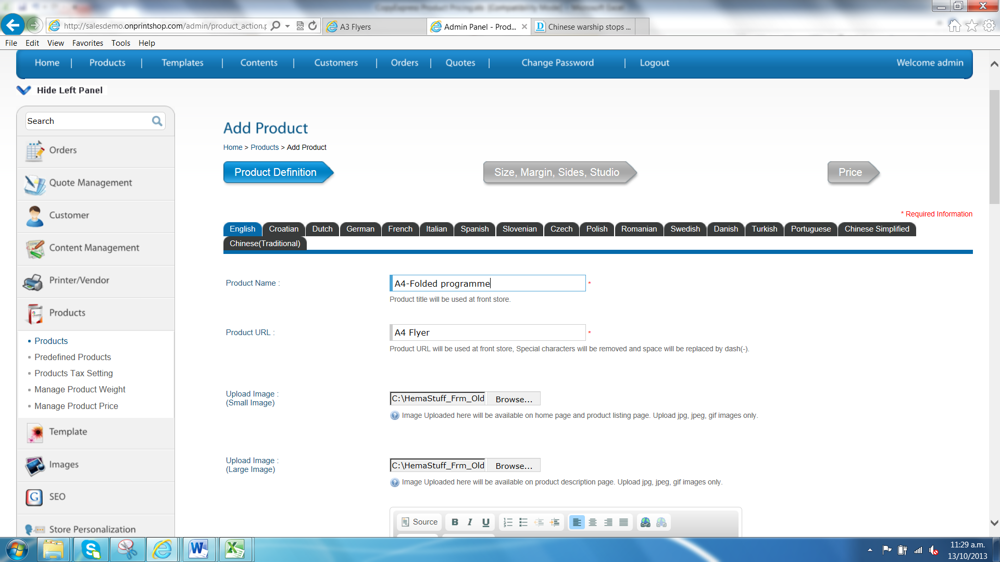 CopyExpress Product Pricing.xls [Compatibility Mode] - Microsoft Excel
http://salesdemo.onprintshop.com/admin/product_action.p
A3 Flyers
Admin Panel - Prod...
Chinese warship stops ...
File Edit View Favorites Tools Help
Home | Products | Templates | Contents | Customers | Orders | Quotes | Change Password | Logout
Welcome admin
Hide Left Panel
Search
Orders
Quote Management
Customer
Content Management
Printer/Vendor
Products
Products
Predefined Products
Products Tax Setting
Manage Product Weight
Manage Product Price
Template
Images
SEO
Store Personalization
Add Product
Home > Products > Add Product
Product Definition
Size, Margin, Sides, Studio
Price
* Required Information
English Croatian Dutch German French Italian Spanish Slovenian Czech Polish Romanian Swedish Danish Turkish Portuguese Chinese Simplified
Chinese(Traditional)
Product Name : A4-Folded programme *
Product title will be used at front store.
Product URL : A4 Flyer *
Product URL will be used at front store, Special characters will be removed and space will be replaced by dash(-).
Upload Image :
(Small Image)
C:\HemaStuff_Frm_Old Browse...
Image Uploaded here will be available on home page and product listing page. Upload jpg, jpeg, gif images only.
Upload Image :
(Large Image)
C:\HemaStuff_Frm_Old Browse...
Image Uploaded here will be available on product description page. Upload jpg, jpeg, gif images only.
Source B I U
11:29 a.m.
13/10/2013